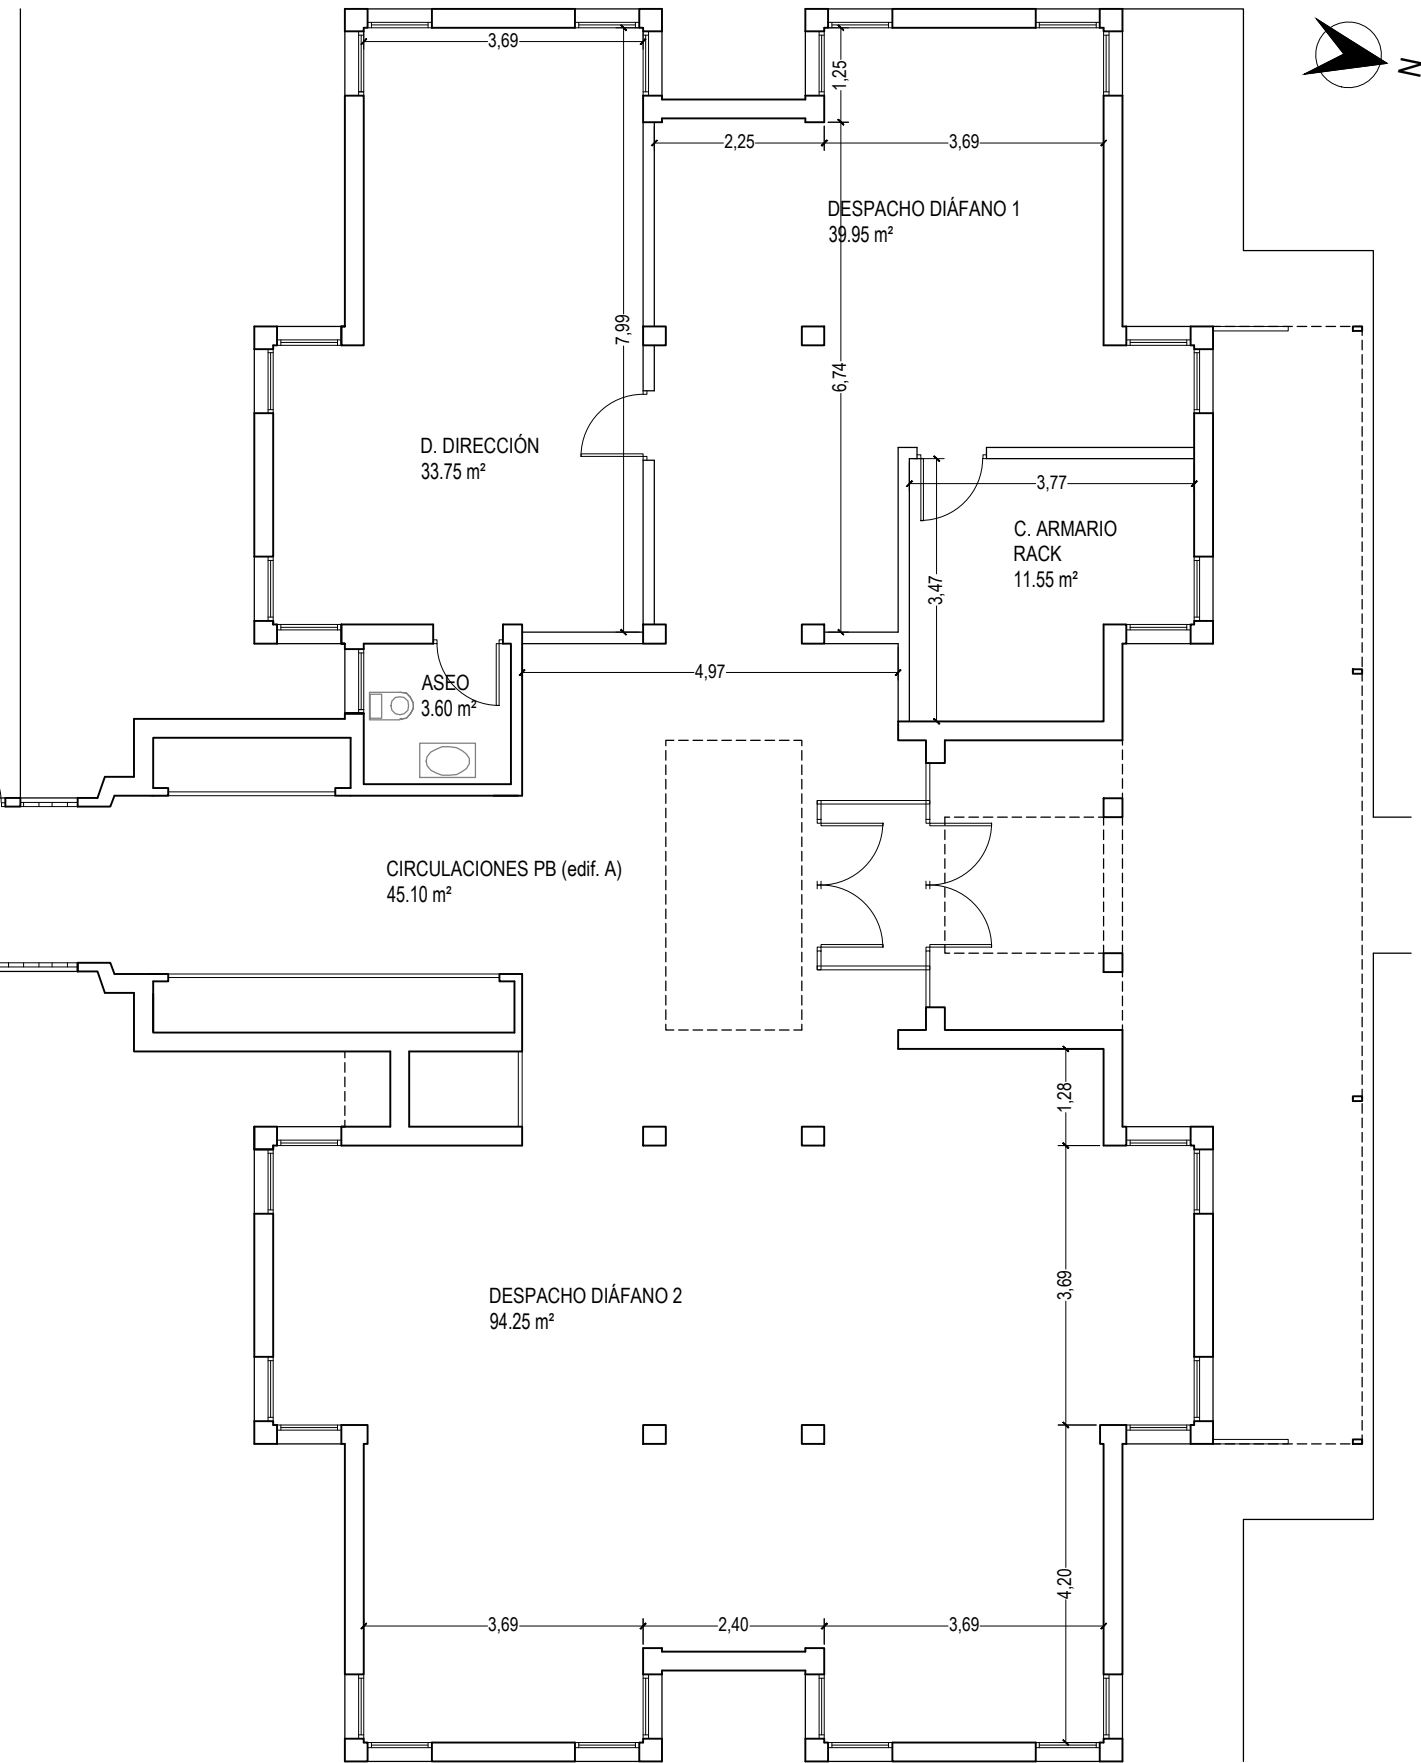 3,69
N
1,25
2,25
3,69
DESPACHO DIÁFANO 1
39.95 m²
7,99
6,74
D. DIRECCIÓN
33.75 m²
3,77
C. ARMARIO
RACK
11.55 m²
3,47
4,97
ASEO
3.60 m²
CIRCULACIONES PB (edif. A)
45.10 m²
1,28
3,69
DESPACHO DIÁFANO 2
94.25 m²
4,20
3,69
2,40
3,69